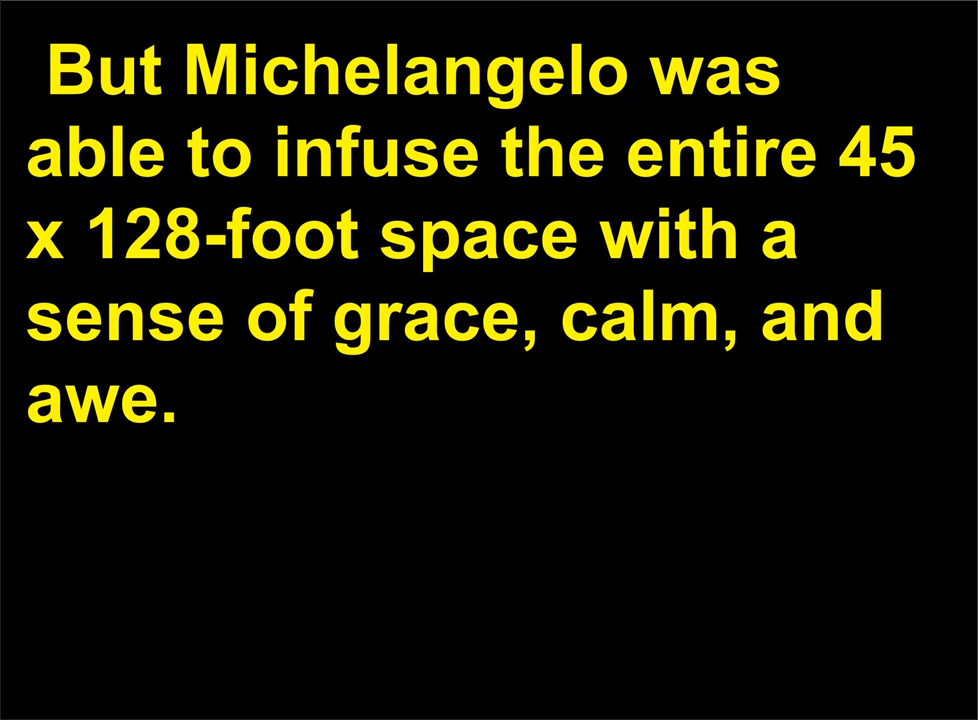 But Michelangelo was
able to infuse the entire 45
x 128-foot space with a
sense of grace, calm, and
awe.